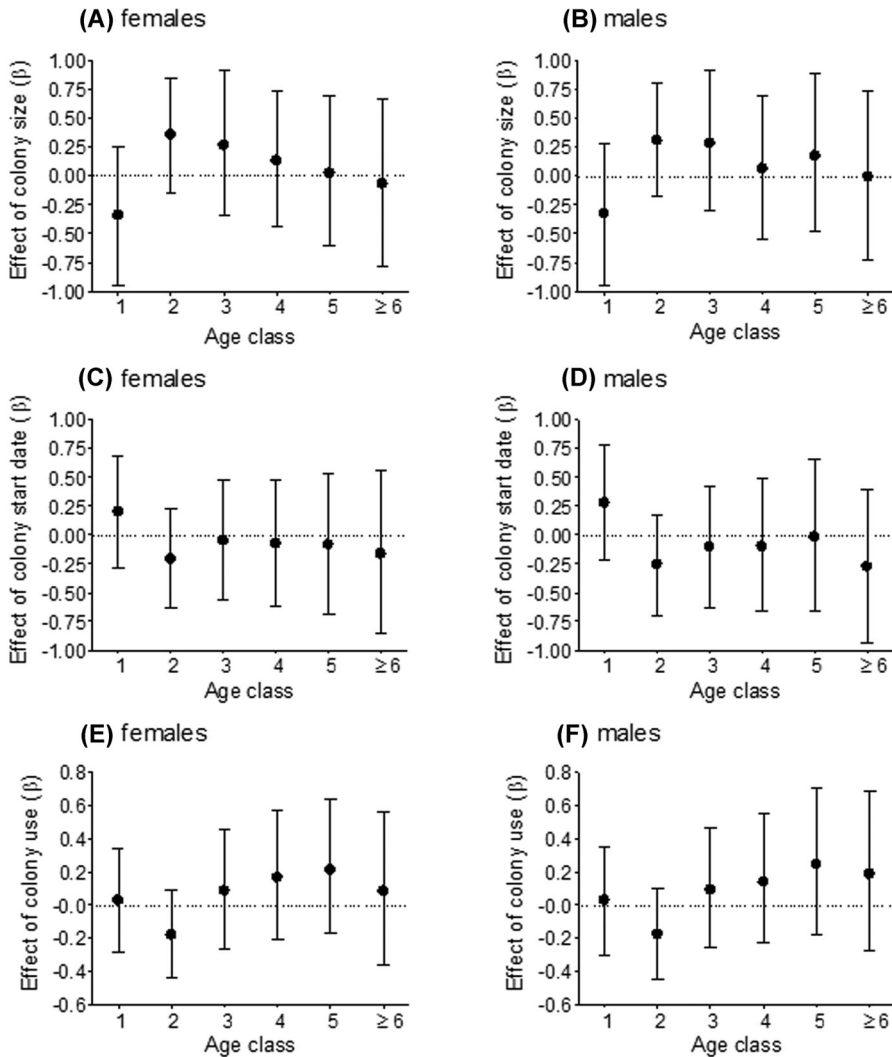 (A) females
Effect of colony size (β)
1.00
0.75
0.50
0.25
0.00
-0.25
-0.50
-0.75
-1.00
1 2 3 4 5 ≥ 6
Age class
(B) males
Effect of colony size (β)
1.00
0.75
0.50
0.25
0.00
-0.25
-0.50
-0.75
-1.00
1 2 3 4 5 ≥ 6
Age class
(C) females
Effect of colony start date (β)
1.00
0.75
0.50
0.25
0.00
-0.25
-0.50
-0.75
-1.00
1 2 3 4 5 ≥ 6
Age class
(D) males
Effect of colony start date (β)
1.00
0.75
0.50
0.25
0.00
-0.25
-0.50
-0.75
-1.00
1 2 3 4 5 ≥ 6
Age class
(E) females
Effect of colony use (β)
0.8
0.6
0.4
0.2
-0.0
-0.2
-0.4
-0.6
1 2 3 4 5 ≥ 6
Age class
(F) males
Effect of colony use (β)
0.8
0.6
0.4
0.2
-0.0
-0.2
-0.4
-0.6
1 2 3 4 5 ≥ 6
Age class